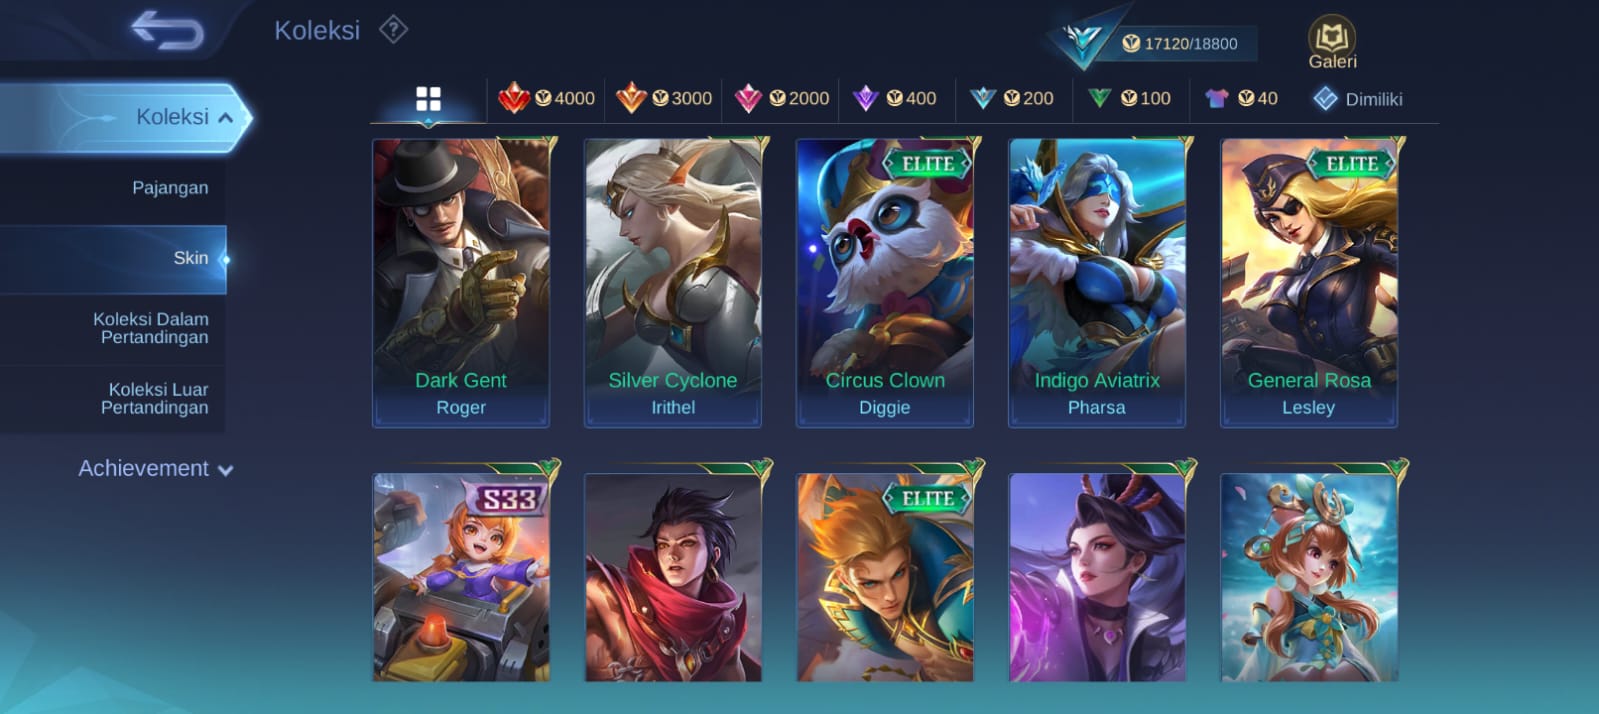 Koleksi
?
17120/18800
Galeri
4000
3000
2000
400
200
100
40
Dimiliki
Koleksi
Pajangan
Skin
Koleksi Dalam
Pertandingan
Koleksi Luar
Pertandingan
Achievement
Dark Gent
Roger
Silver Cyclone
Irithel
ELITE
Circus Clown
Diggie
Indigo Aviatrix
Pharsa
ELITE
General Rosa
Lesley
S33
ELITE